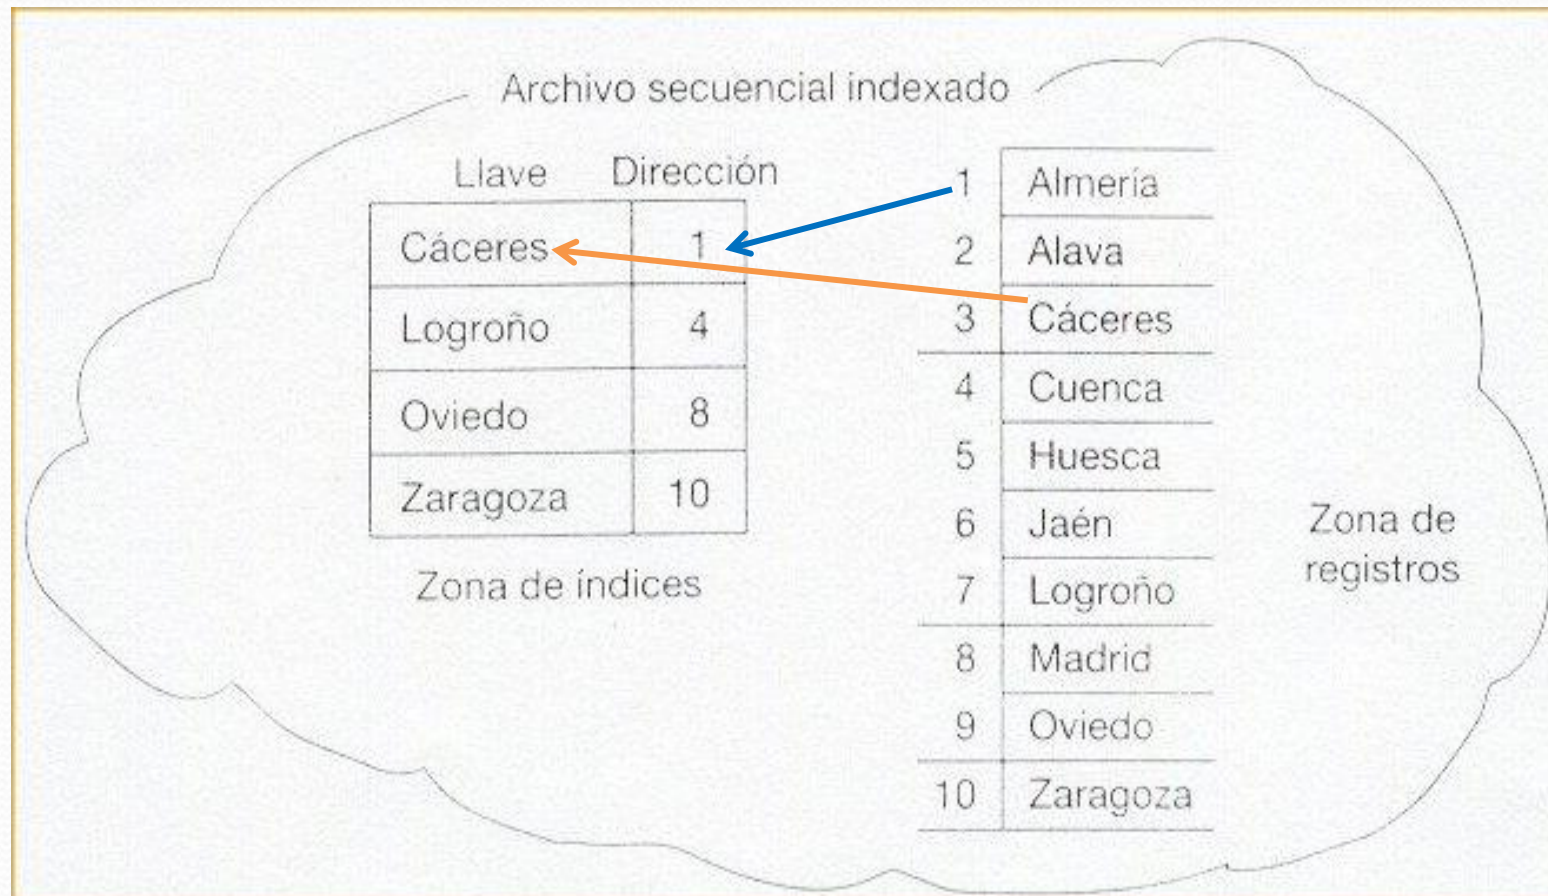 Archivo secuencial indexado
Llave Dirección
Cáceres 1
Logroño 4
Oviedo 8
Zaragoza 10
Zona de índices
1 Almería
2 Alava
3 Cáceres
4 Cuenca
5 Huesca
6 Jaén
7 Logroño
8 Madrid
9 Oviedo
10 Zaragoza
Zona de
registros